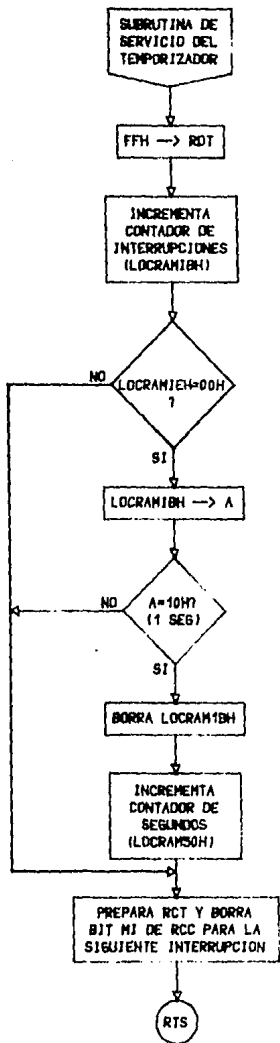 SUBRUTINA DE
SERVICIO DEL
TEMPORIZADOR
FFH —> RDT
INCREMENTA
CONTADOR DE
INTERRUPCIONES
(LOCRAM1BH)
NO
LOCRAM1EH=00H
?
SI
LOCRAM1BH —> A
NO
A=10H?
(1 SEG)
SI
BORRA LOCRAM1BH
INCREMENTA
CONTADOR DE
SEGUNDOS
(LOCRAM50H)
PREPARA RCT Y BORRA
BIT MI DE RCC PARA LA
SIGUIENTE INTERRUPCION
RTS